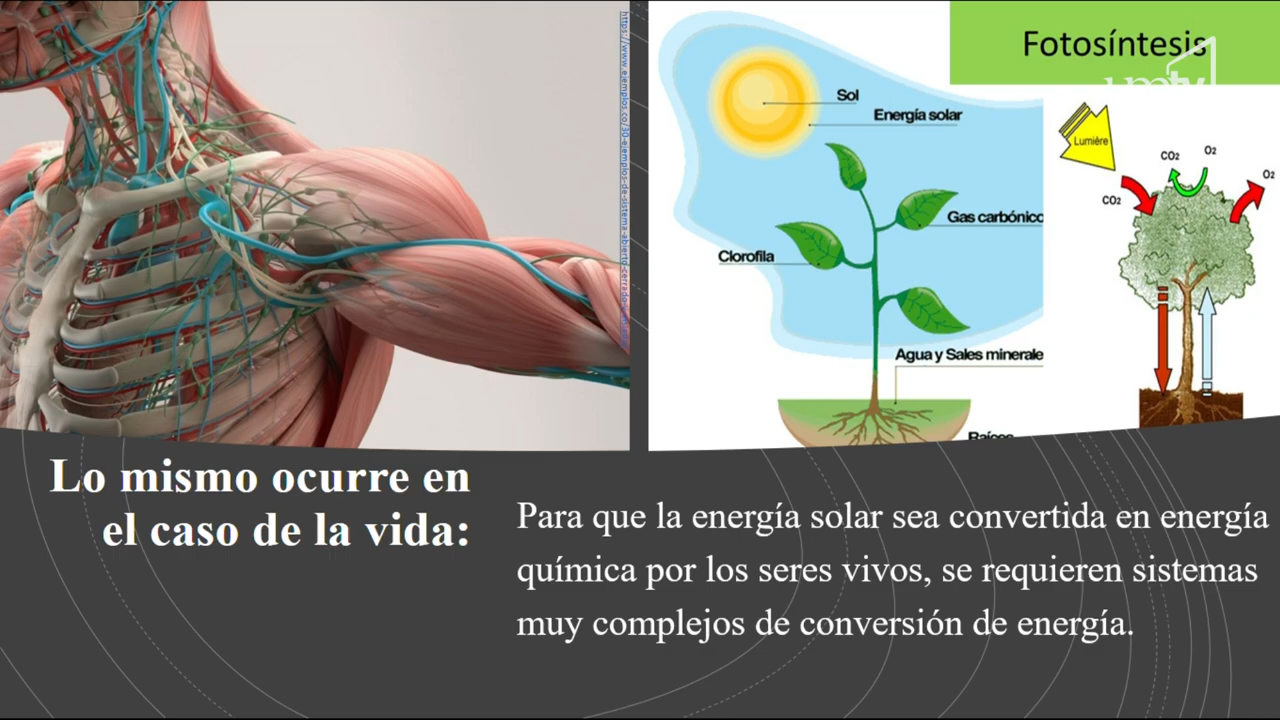 Fotosíntesis
Sol
Energía solar
Gas carbónico
Clorofila
Agua y Sales minerale
Raíces
Lumière
CO2
O2
O2
CO2
Lo mismo ocurre en
el caso de la vida:
Para que la energía solar sea convertida en energía
química por los seres vivos, se requieren sistemas
muy complejos de conversión de energía.